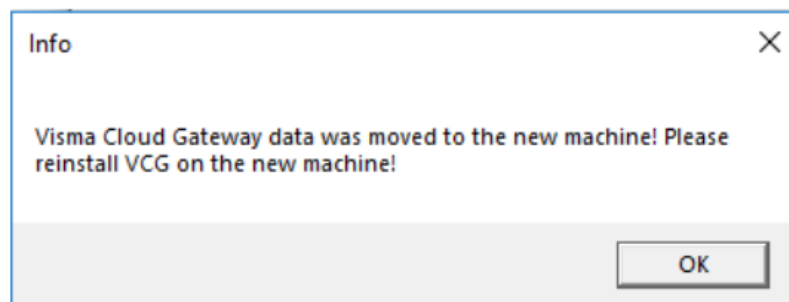 Info
Visma Cloud Gateway data was moved to the new machine! Please
reinstall VCG on the new machine!
OK